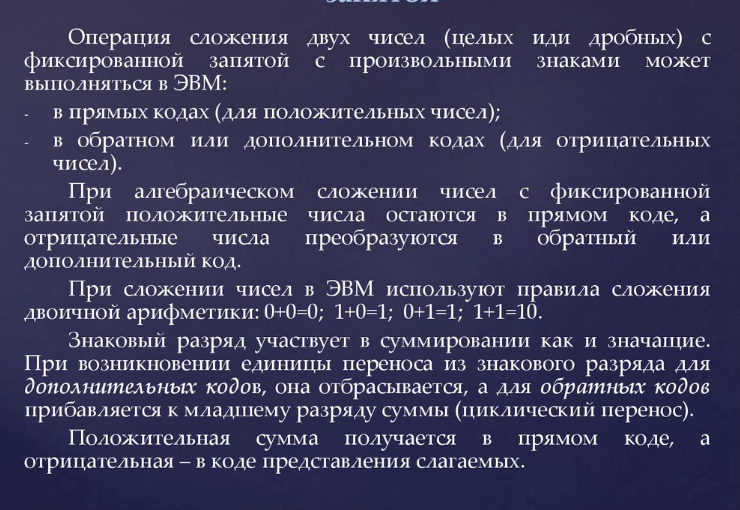 Операция сложения двух чисел (целых иди дробных) с
фиксированной запятой с произвольными знаками может
выполняться в ЭВМ:
- в прямых кодах (для положительных чисел);
- в обратном или дополнительном кодах (для отрицательных
чисел).
При алгебраическом сложении чисел с фиксированной
запятой положительные числа остаются в прямом коде, а
отрицательные числа преобразуются в обратный или
дополнительный код.
При сложении чисел в ЭВМ используют правила сложения
двоичной арифметики: 0+0=0; 1+0=1; 0+1=1; 1+1=10.
Знаковый разряд участвует в суммировании как и значащие.
При возникновении единицы переноса из знакового разряда для
дополнительных кодов, она отбрасывается, а для обратных кодов
прибавляется к младшему разряду суммы (циклический перенос).
Положительная сумма получается в прямом коде, а
отрицательная – в коде представления слагаемых.